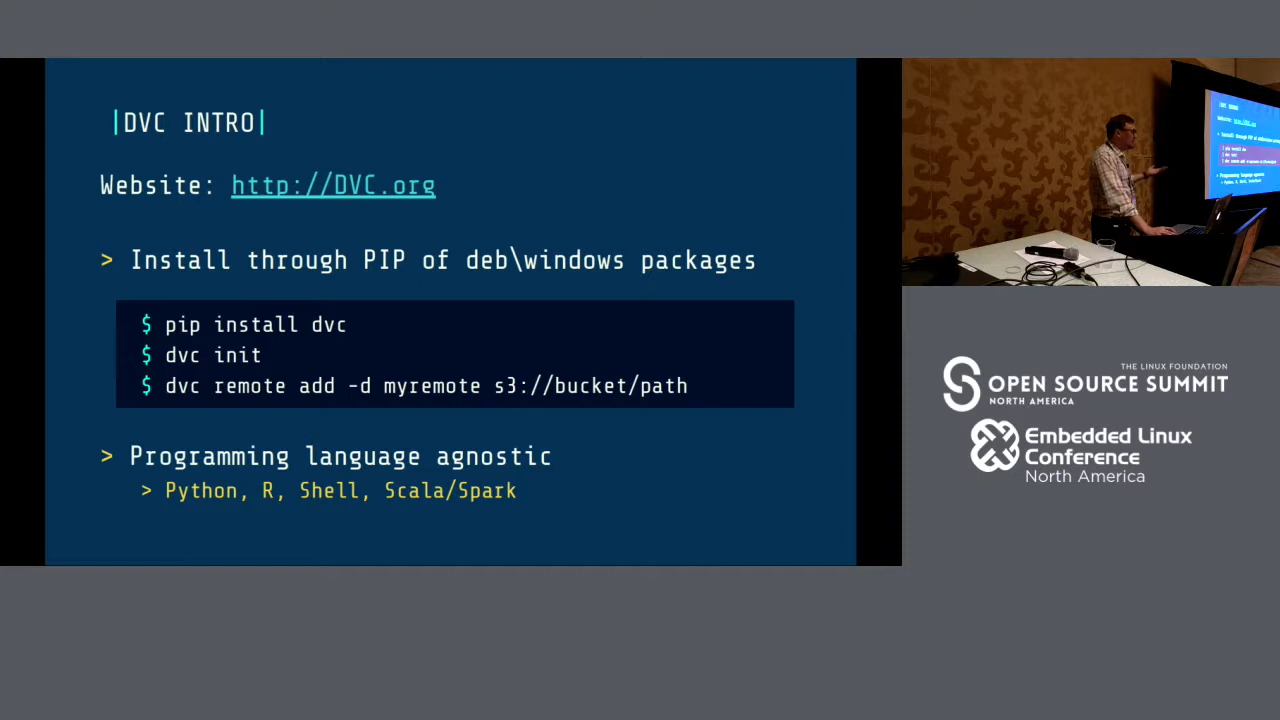 |DVC INTRO|
Website: http://DVC.org
> Install through PIP of deb\windows packages
$ pip install dvc
$ dvc init
$ dvc remote add -d myremote s3://bucket/path
> Programming language agnostic
> Python, R, Shell, Scala/Spark
THE LINUX FOUNDATION
OPEN SOURCE SUMMIT
NORTH AMERICA
Embedded Linux
Conference
North America